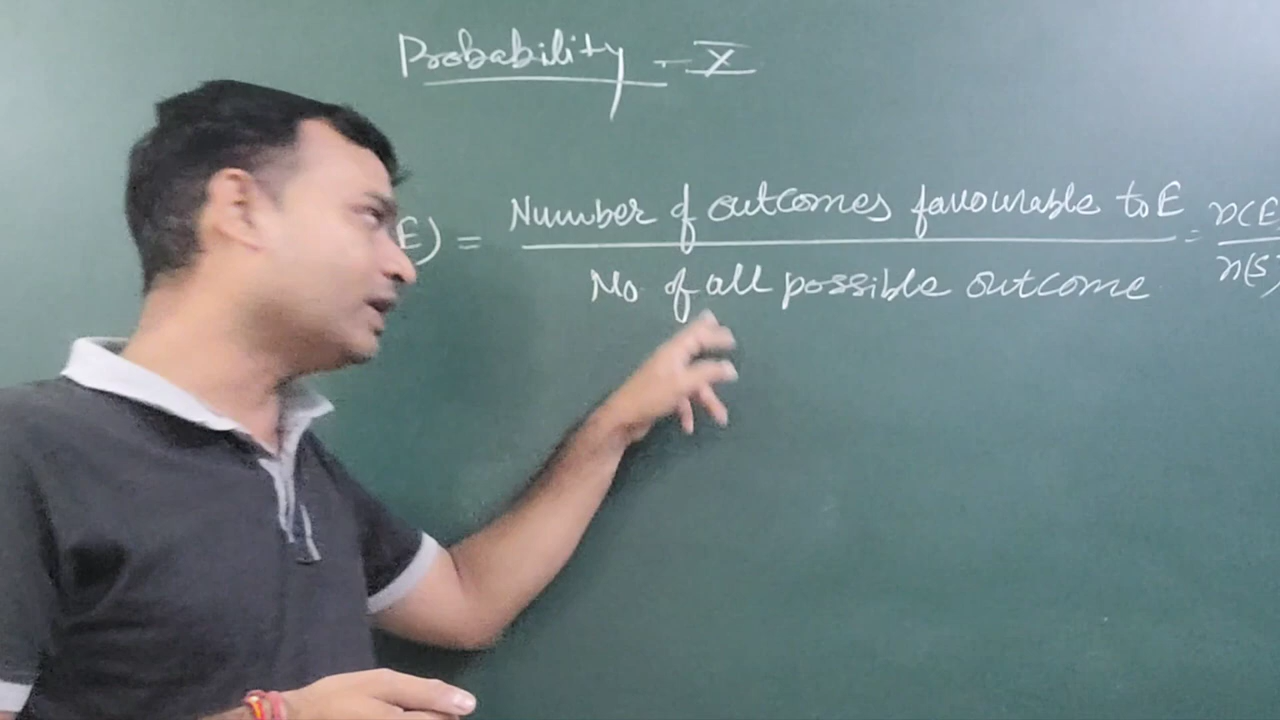 Probability - X
E) = Number of outcomes favourable to E / No of all possible outcome = n(E / n(S)